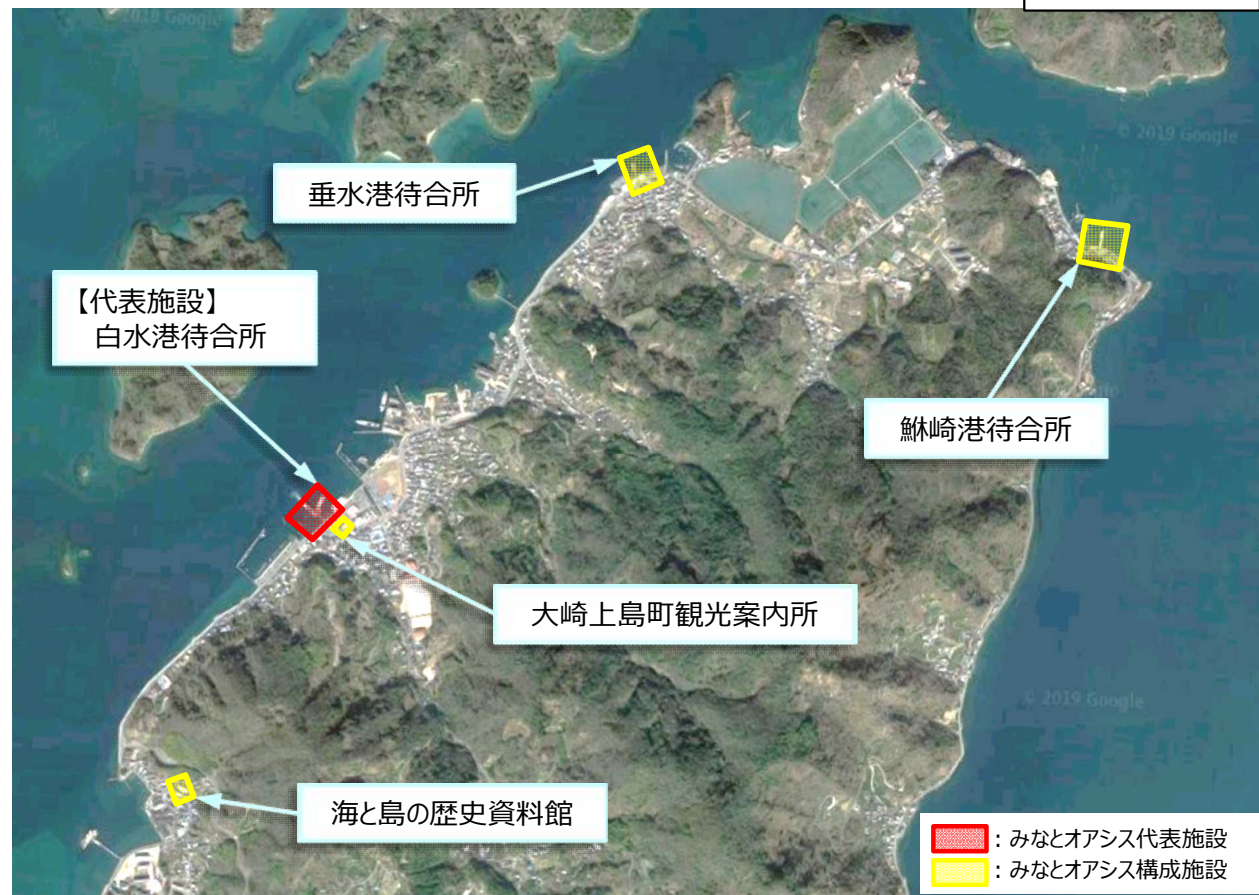 © 2019 Google
© 2019 Google
垂水港待合所
【代表施設】
白水港待合所
鮴崎港待合所
大崎上島町観光案内所
© 2019 Google
海と島の歴史資料館
：みなとオアシス代表施設
：みなとオアシス構成施設